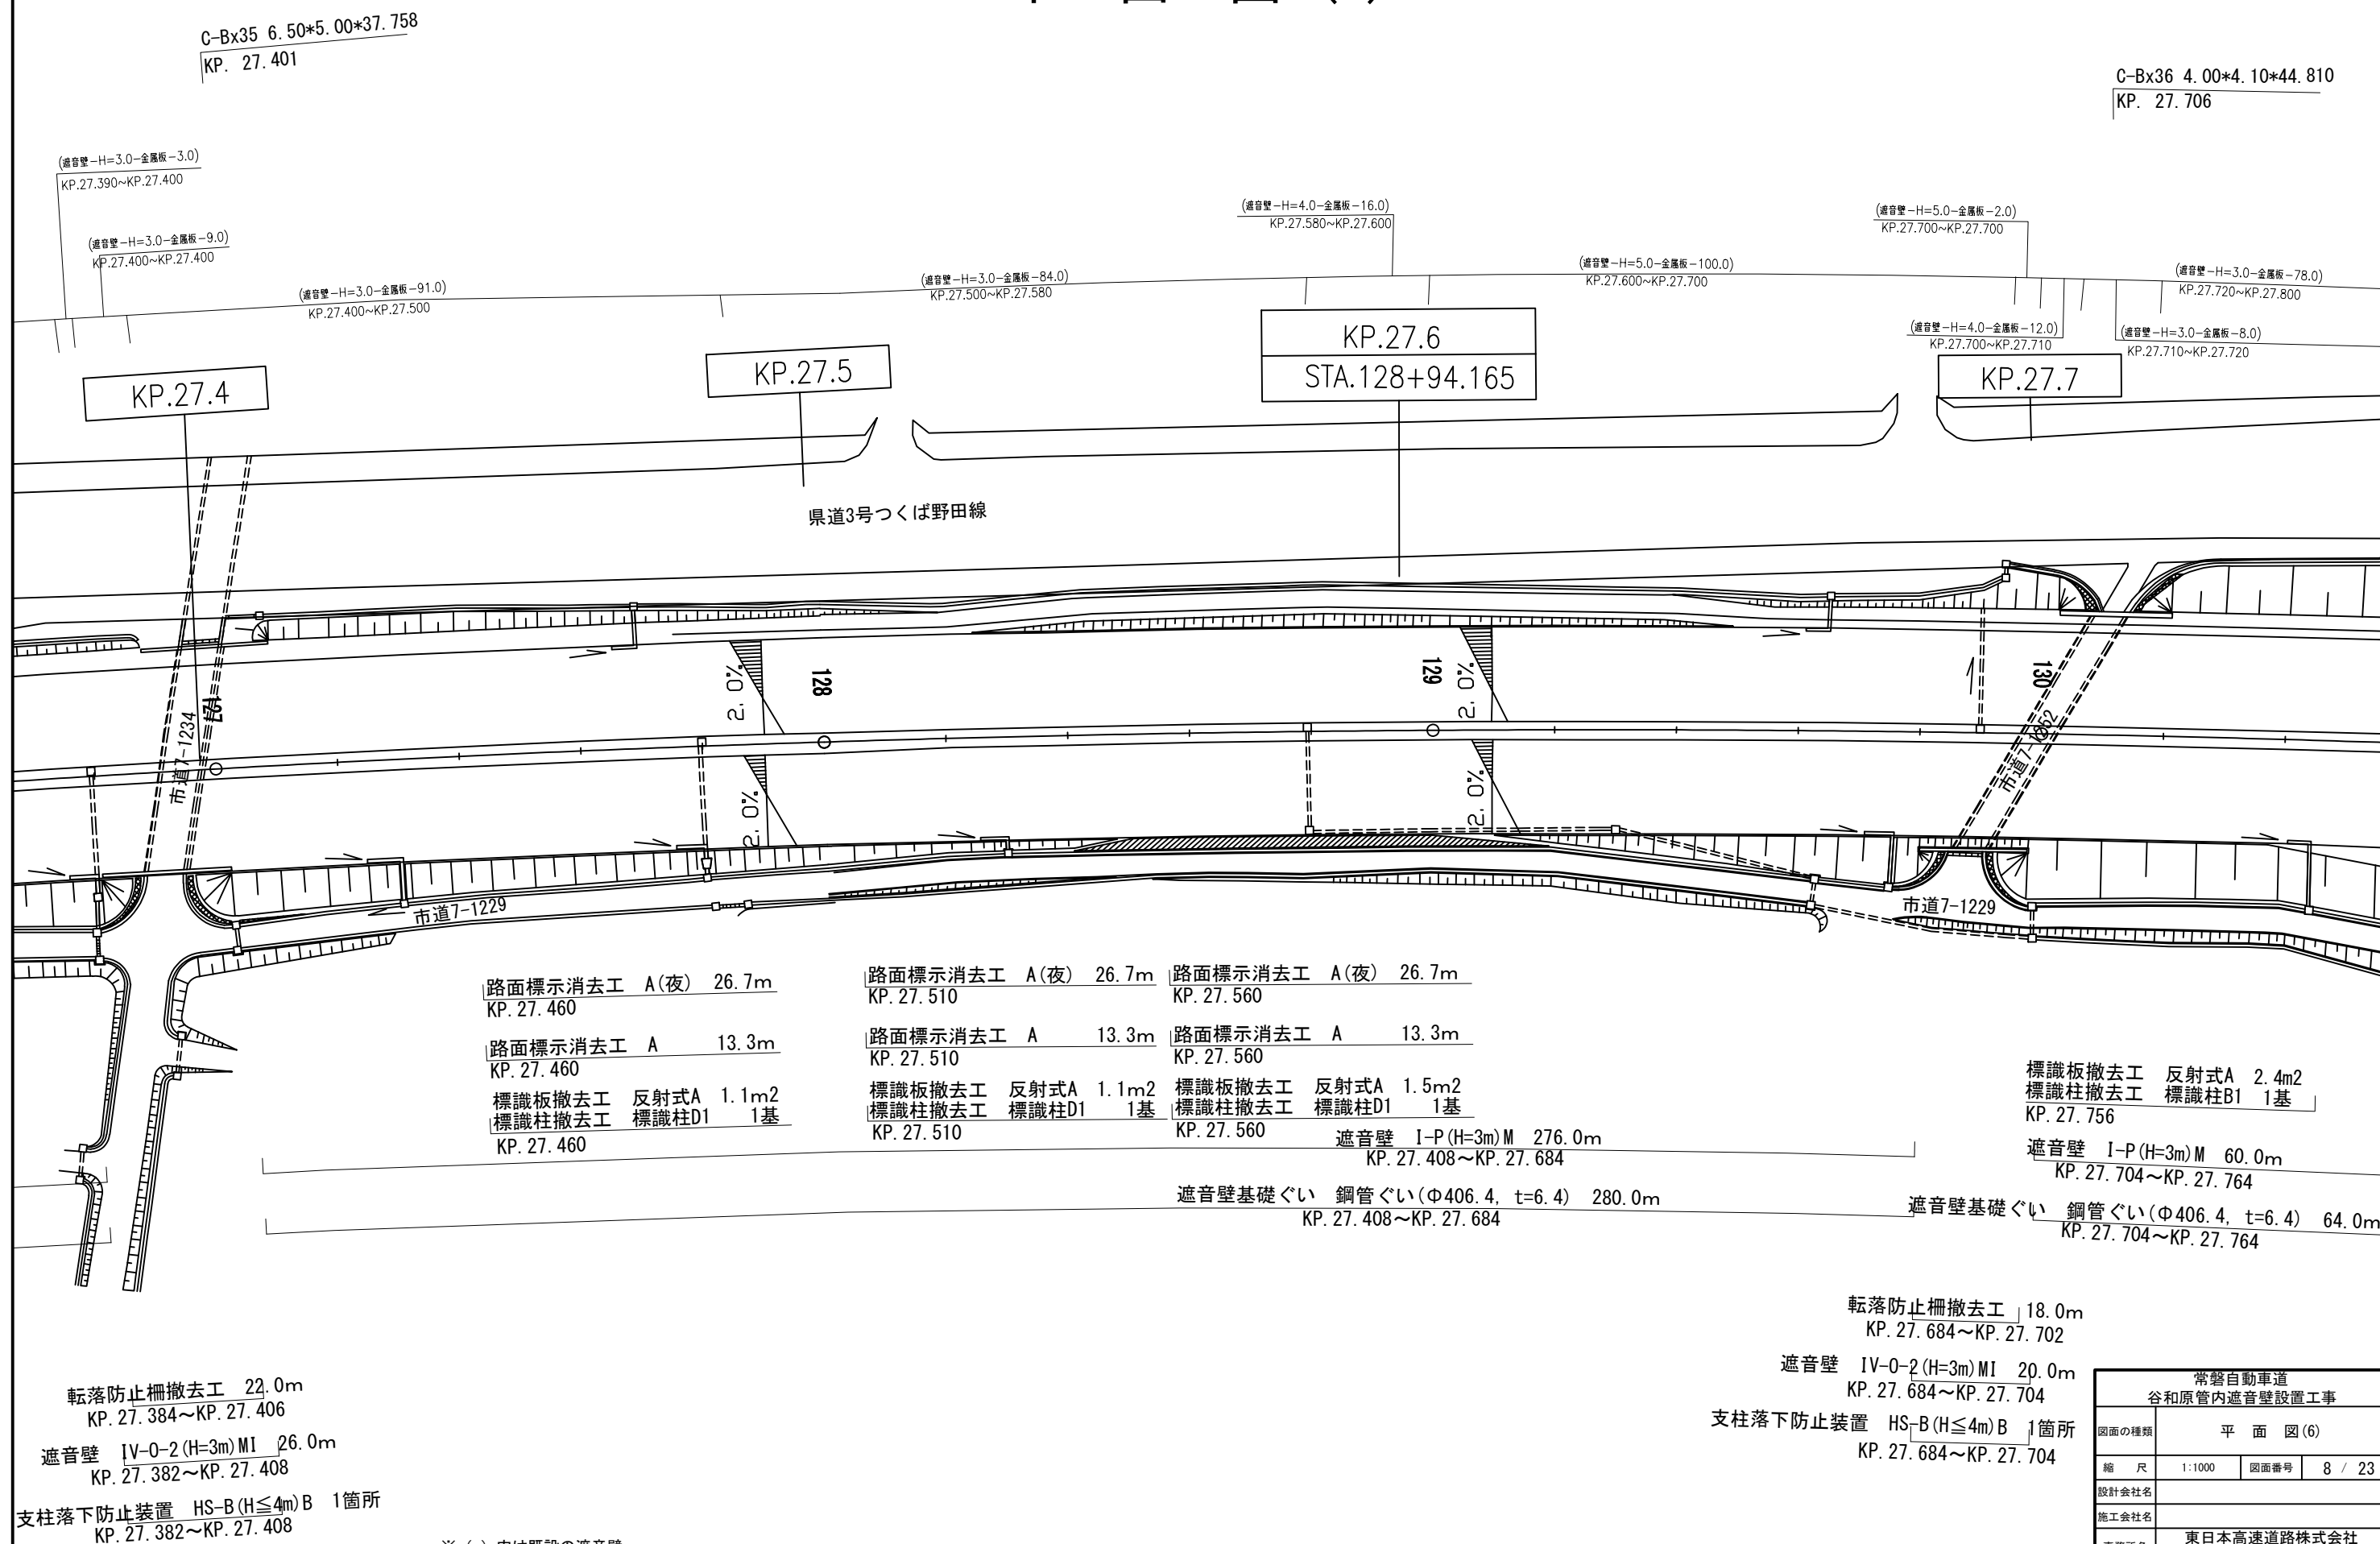 C-Bx35 6.50*5.00*37.758
KP. 27.401
C-Bx36 4.00*4.10*44.810
KP. 27.706
(遮音壁-H=3.0-金属板-3.0)
KP.27.390~KP.27.400
(遮音壁-H=3.0-金属板-9.0)
KP.27.400~KP.27.400
(遮音壁-H=3.0-金属板-91.0)
KP.27.400~KP.27.500
(遮音壁-H=3.0-金属板-84.0)
KP.27.500~KP.27.580
(遮音壁-H=4.0-金属板-16.0)
KP.27.580~KP.27.600
(遮音壁-H=5.0-金属板-100.0)
KP.27.600~KP.27.700
(遮音壁-H=5.0-金属板-2.0)
KP.27.700~KP.27.700
(遮音壁-H=4.0-金属板-12.0)
KP.27.700~KP.27.710
(遮音壁-H=3.0-金属板-78.0)
KP.27.720~KP.27.800
(遮音壁-H=3.0-金属板-8.0)
KP.27.710~KP.27.720
KP.27.4
KP.27.5
KP.27.6
STA.128+94.165
KP.27.7
県道3号つくば野田線
127
128
129
130
2.0%
2.0%
2.0%
2.0%
市道7-1234
市道7-1229
市道7-1229
路面標示消去工 A(夜) 26.7m
KP.27.460
路面標示消去工 A 13.3m
KP.27.460
標識板撤去工 反射式A 1.1m2
標識柱撤去工 標識柱D1 1基
KP.27.460
路面標示消去工 A(夜) 26.7m
KP.27.510
路面標示消去工 A 13.3m
KP.27.510
標識板撤去工 反射式A 1.1m2
標識柱撤去工 標識柱D1 1基
KP.27.510
路面標示消去工 A(夜) 26.7m
KP.27.560
路面標示消去工 A 13.3m
KP.27.560
標識板撤去工 反射式A 1.5m2
標識柱撤去工 標識柱D1 1基
KP.27.560
標識板撤去工 反射式A 2.4m2
標識柱撤去工 標識柱B1 1基
KP.27.756
遮音壁 I-P(H=3m)M 276.0m
KP.27.408～KP.27.684
遮音壁基礎ぐい 鋼管ぐい(Φ406.4, t=6.4) 280.0m
KP.27.408～KP.27.684
遮音壁 I-P(H=3m)M 60.0m
KP.27.704～KP.27.764
遮音壁基礎ぐい 鋼管ぐい(Φ406.4, t=6.4) 64.0m
KP.27.704～KP.27.764
転落防止柵撤去工 18.0m
KP.27.684～KP.27.702
遮音壁 IV-O-2(H=3m)MI 20.0m
KP.27.684～KP.27.704
支柱落下防止装置 HS-B(H≦4m)B 1箇所
KP.27.684～KP.27.704
転落防止柵撤去工 22.0m
KP.27.384～KP.27.406
遮音壁 IV-O-2(H=3m)MI 26.0m
KP.27.382～KP.27.408
支柱落下防止装置 HS-B(H≦4m)B 1箇所
KP.27.382～KP.27.408
常磐自動車道
谷和原管内遮音壁設置工事
図面の種類 平 面 図(6)
縮 尺 1:1000 図面番号 8 / 23
設計会社名
施工会社名
東日本高速道路株式会社